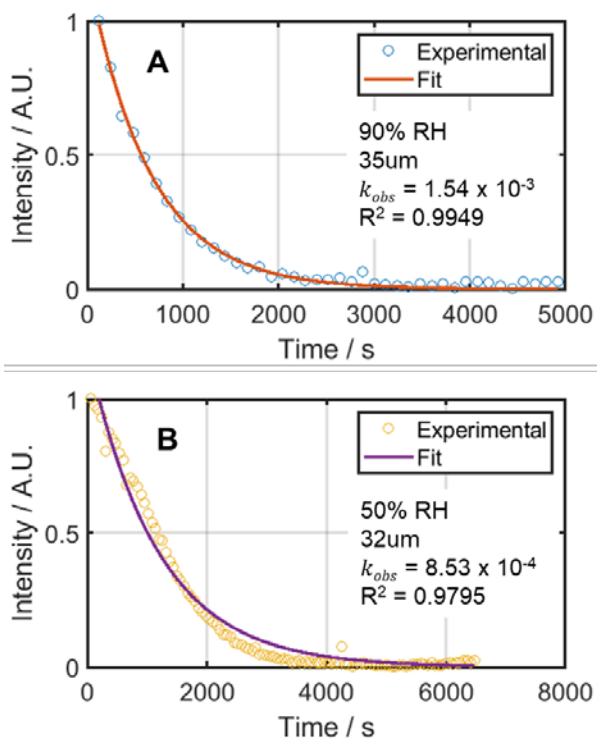 1
0.5
0
Intensity / A.U.
A
Experimental
Fit
90% RH
35um
k_obs = 1.54 x 10^-3
R^2 = 0.9949
0 1000 2000 3000 4000 5000
Time / s
1
0.5
0
Intensity / A.U.
B
Experimental
Fit
50% RH
32um
k_obs = 8.53 x 10^-4
R^2 = 0.9795
0 2000 4000 6000 8000
Time / s